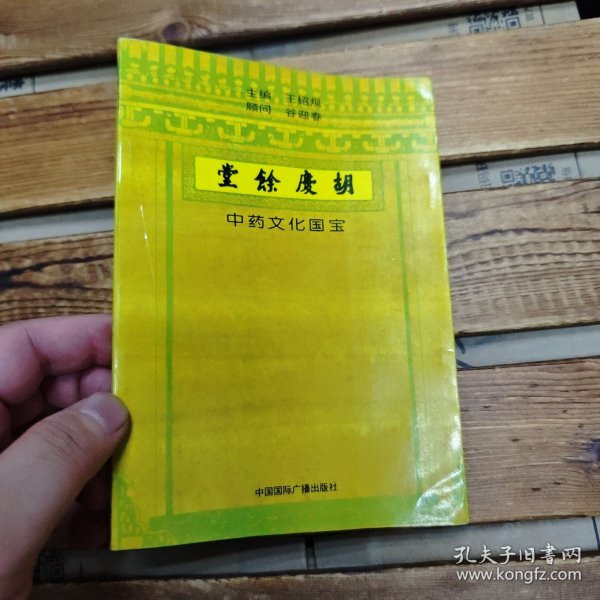 主编 王绍规
顾问 谷迎春
堂餘慶胡
中药文化国宝
中国国际广播出版社
孔夫子旧书网
www.kongfz.com